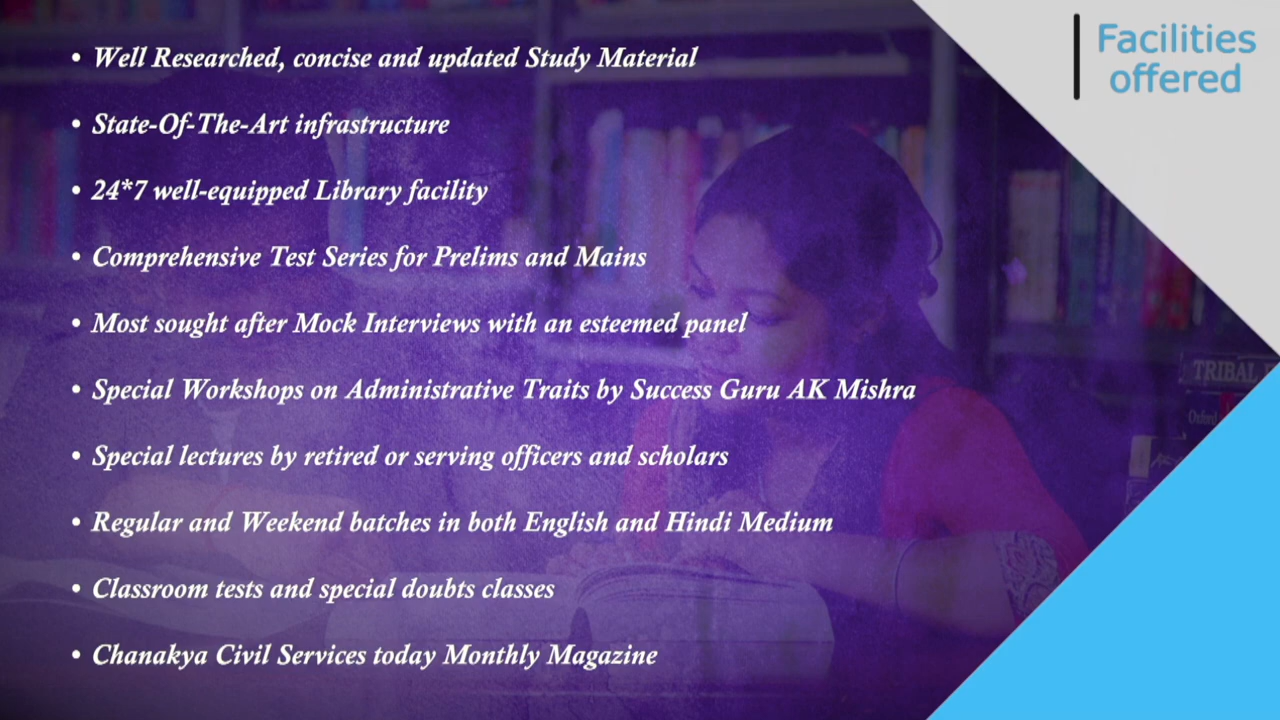 Facilities
offered
• Well Researched, concise and updated Study Material
• State-Of-The-Art infrastructure
• 24*7 well-equipped Library facility
• Comprehensive Test Series for Prelims and Mains
• Most sought after Mock Interviews with an esteemed panel
• Special Workshops on Administrative Traits by Success Guru AK Mishra
• Special lectures by retired or serving officers and scholars
• Regular and Weekend batches in both English and Hindi Medium
• Classroom tests and special doubts classes
• Chanakya Civil Services today Monthly Magazine
TRIBAL
Oxford